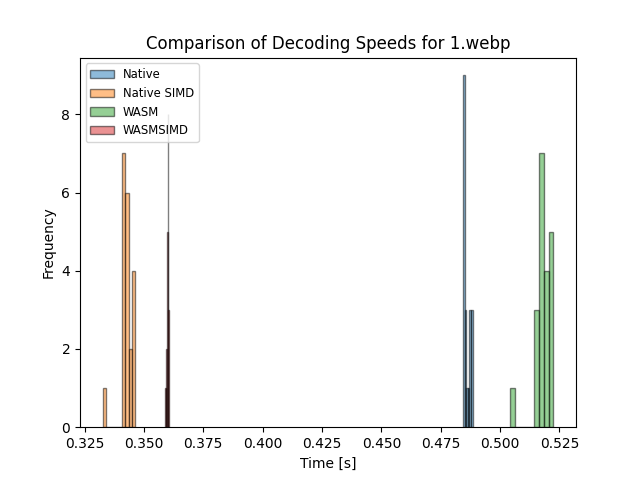 Comparison of Decoding Speeds for 1.webp
Native
Native SIMD
WASM
WASMSIMD
Frequency
8
6
4
2
0
0.325 0.350 0.375 0.400 0.425 0.450 0.475 0.500 0.525
Time [s]